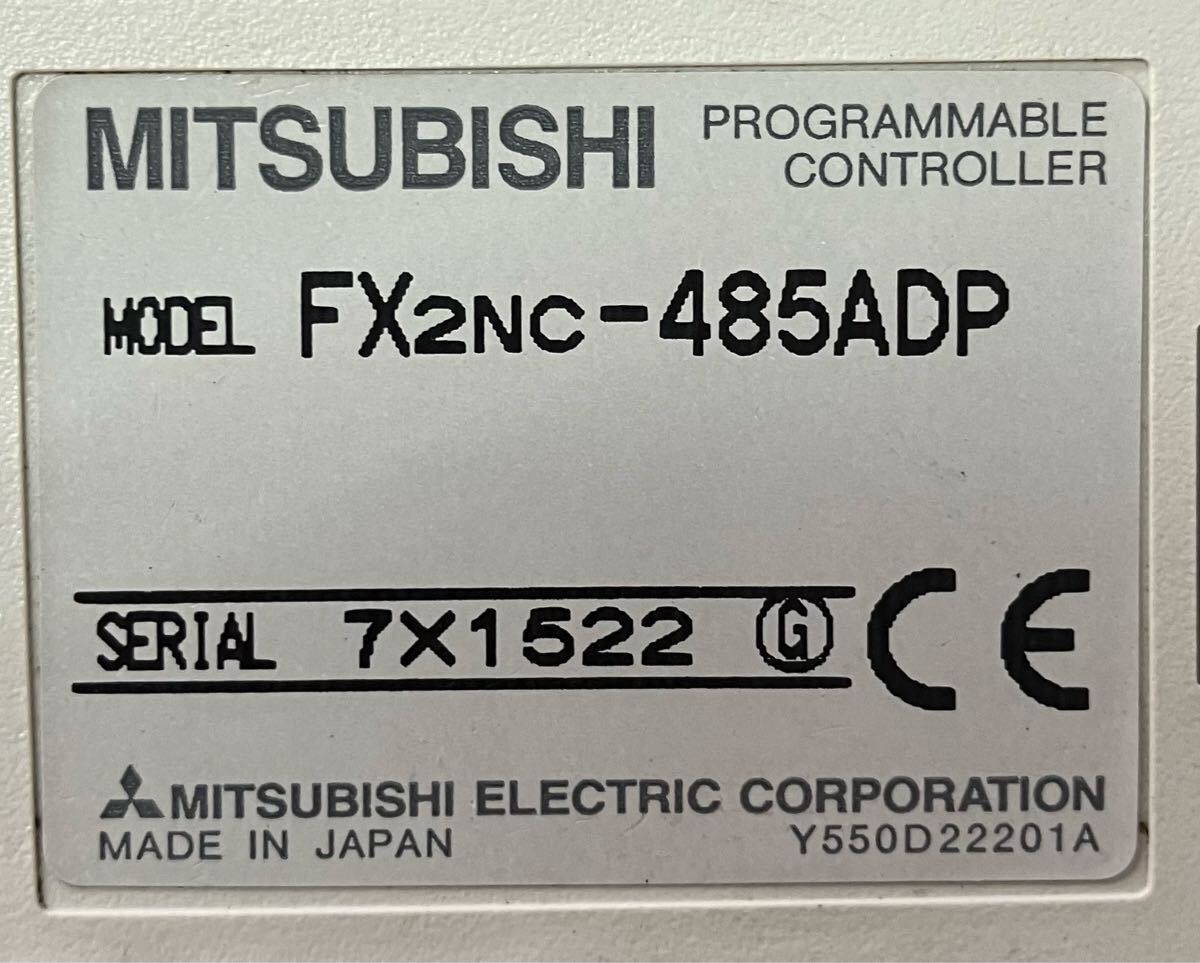 MITSUBISHI PROGRAMMABLE
CONTROLLER
MODEL FX2NC-485ADP
SERIAL 7X1522 Ⓖ CE
MITSUBISHI ELECTRIC CORPORATION
MADE IN JAPAN Y550D22201A